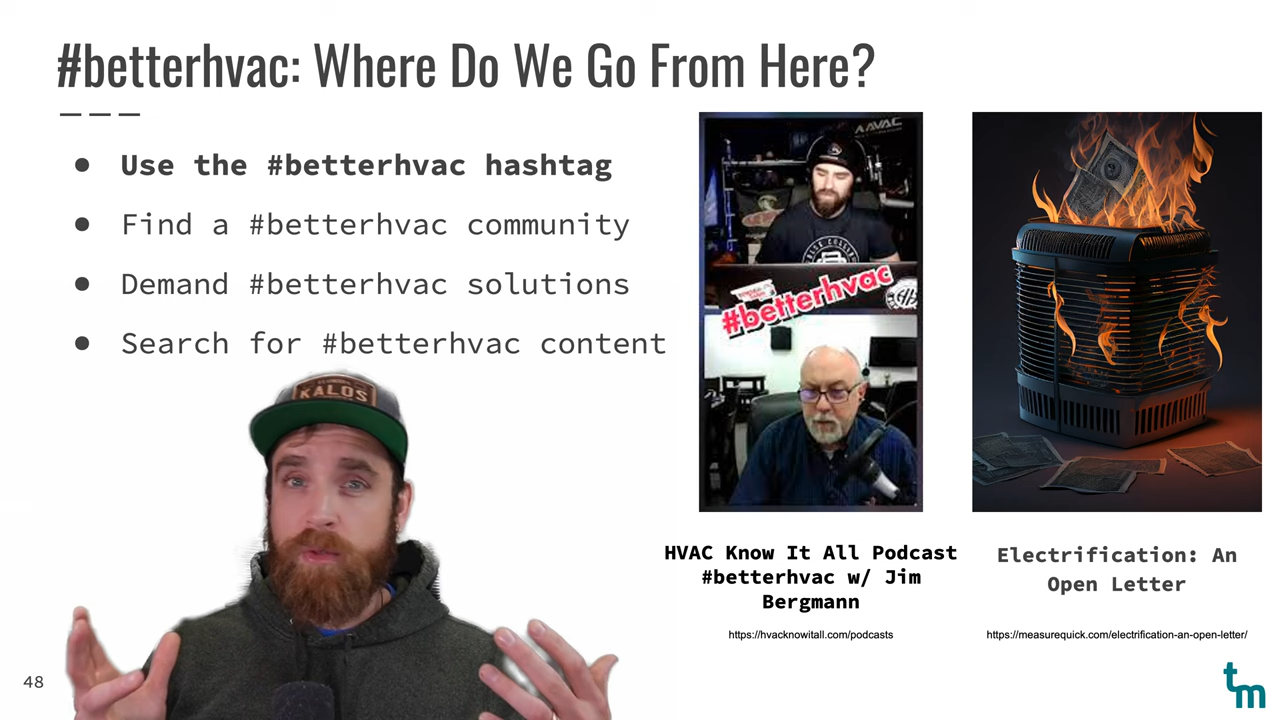 #betterhvac: Where Do We Go From Here?
● Use the #betterhvac hashtag
● Find a #betterhvac community
● Demand #betterhvac solutions
● Search for #betterhvac content
AAVAC
#betterhvac
KALOS
HVAC Know It All Podcast
#betterhvac w/ Jim
Bergmann
https://hvacknowitall.com/podcasts
Electrification: An
Open Letter
https://measurequick.com/electrification-an-open-letter/
48
tm